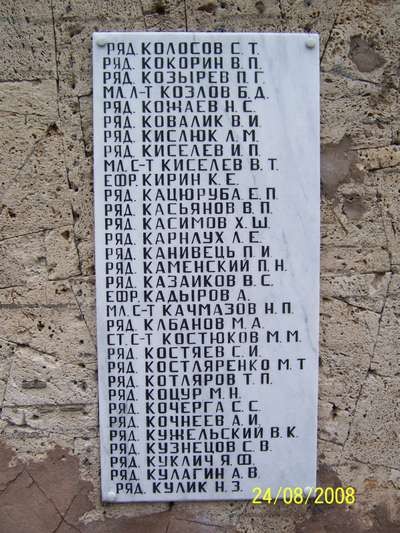 РЯД. КОЛОСОВ С. Т.
РЯД. КОКОРИН В. П.
РЯД. КОЗЫРЕВ П. Г.
МЛ. Л-Т КОЗЛОВ Б. Д.
РЯД. КОЖАЕВ Н. С.
РЯД. КОВАЛИК В. И.
РЯД. КИСЛЮК Л. М.
РЯД. КИСЕЛЕВ И. П.
МЛ. С-Т КИСЕЛЕВ В. Т.
ЕФР. КИРИН К. Е.
РЯД. КАЦЮРУБА Е. П.
РЯД. КАСЬЯНОВ В. П.
РЯД. КАСИМОВ Х. Ш.
РЯД. КАРНЛУХ Л. Е.
РЯД. КАНИВЕЦЬ П. И.
РЯД. КАМЕНСКИЙ П. Н.
РЯД. КАЗАИКОВ В. С.
ЕФР. КАДЫРОВ А.
МЛ. С-Т КАЧМАЗОВ Н. П.
РЯД. КЛБАНОВ М. А.
СТ. С-Т КОСТЮКОВ М. М.
РЯД. КОСТЯЕВ С. И.
РЯД. КОСТЛЯРЕНКО М. Т
РЯД. КОТЛЯРОВ Т. П.
РЯД. КОЦУР М. Н.
РЯД. КОЧЕРГА С. С.
РЯД. КОЧНЕЕВ А. И.
РЯД. КУЖЕЛЬСКИЙ В. К.
РЯД. КУЗНЕЦОВ С. В.
РЯД. КУКЛИЧ Я. Ф.
РЯД. КУЛАГИН А. В.
РЯД. КУЛИК Н. З.
24/08/2008